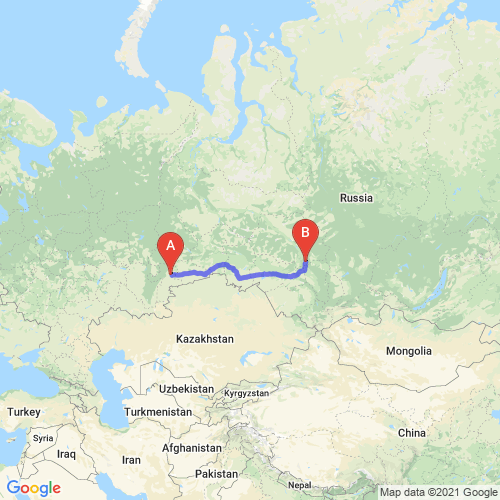 A
B
Russia
Kazakhstan
Mongolia
Uzbekistan
Kyrgyzstan
Turkey
Turkmenistan
China
Syria
Afghanistan
Iraq
Iran
Pakistan
Nepal
Google
Map data ©2021 Google